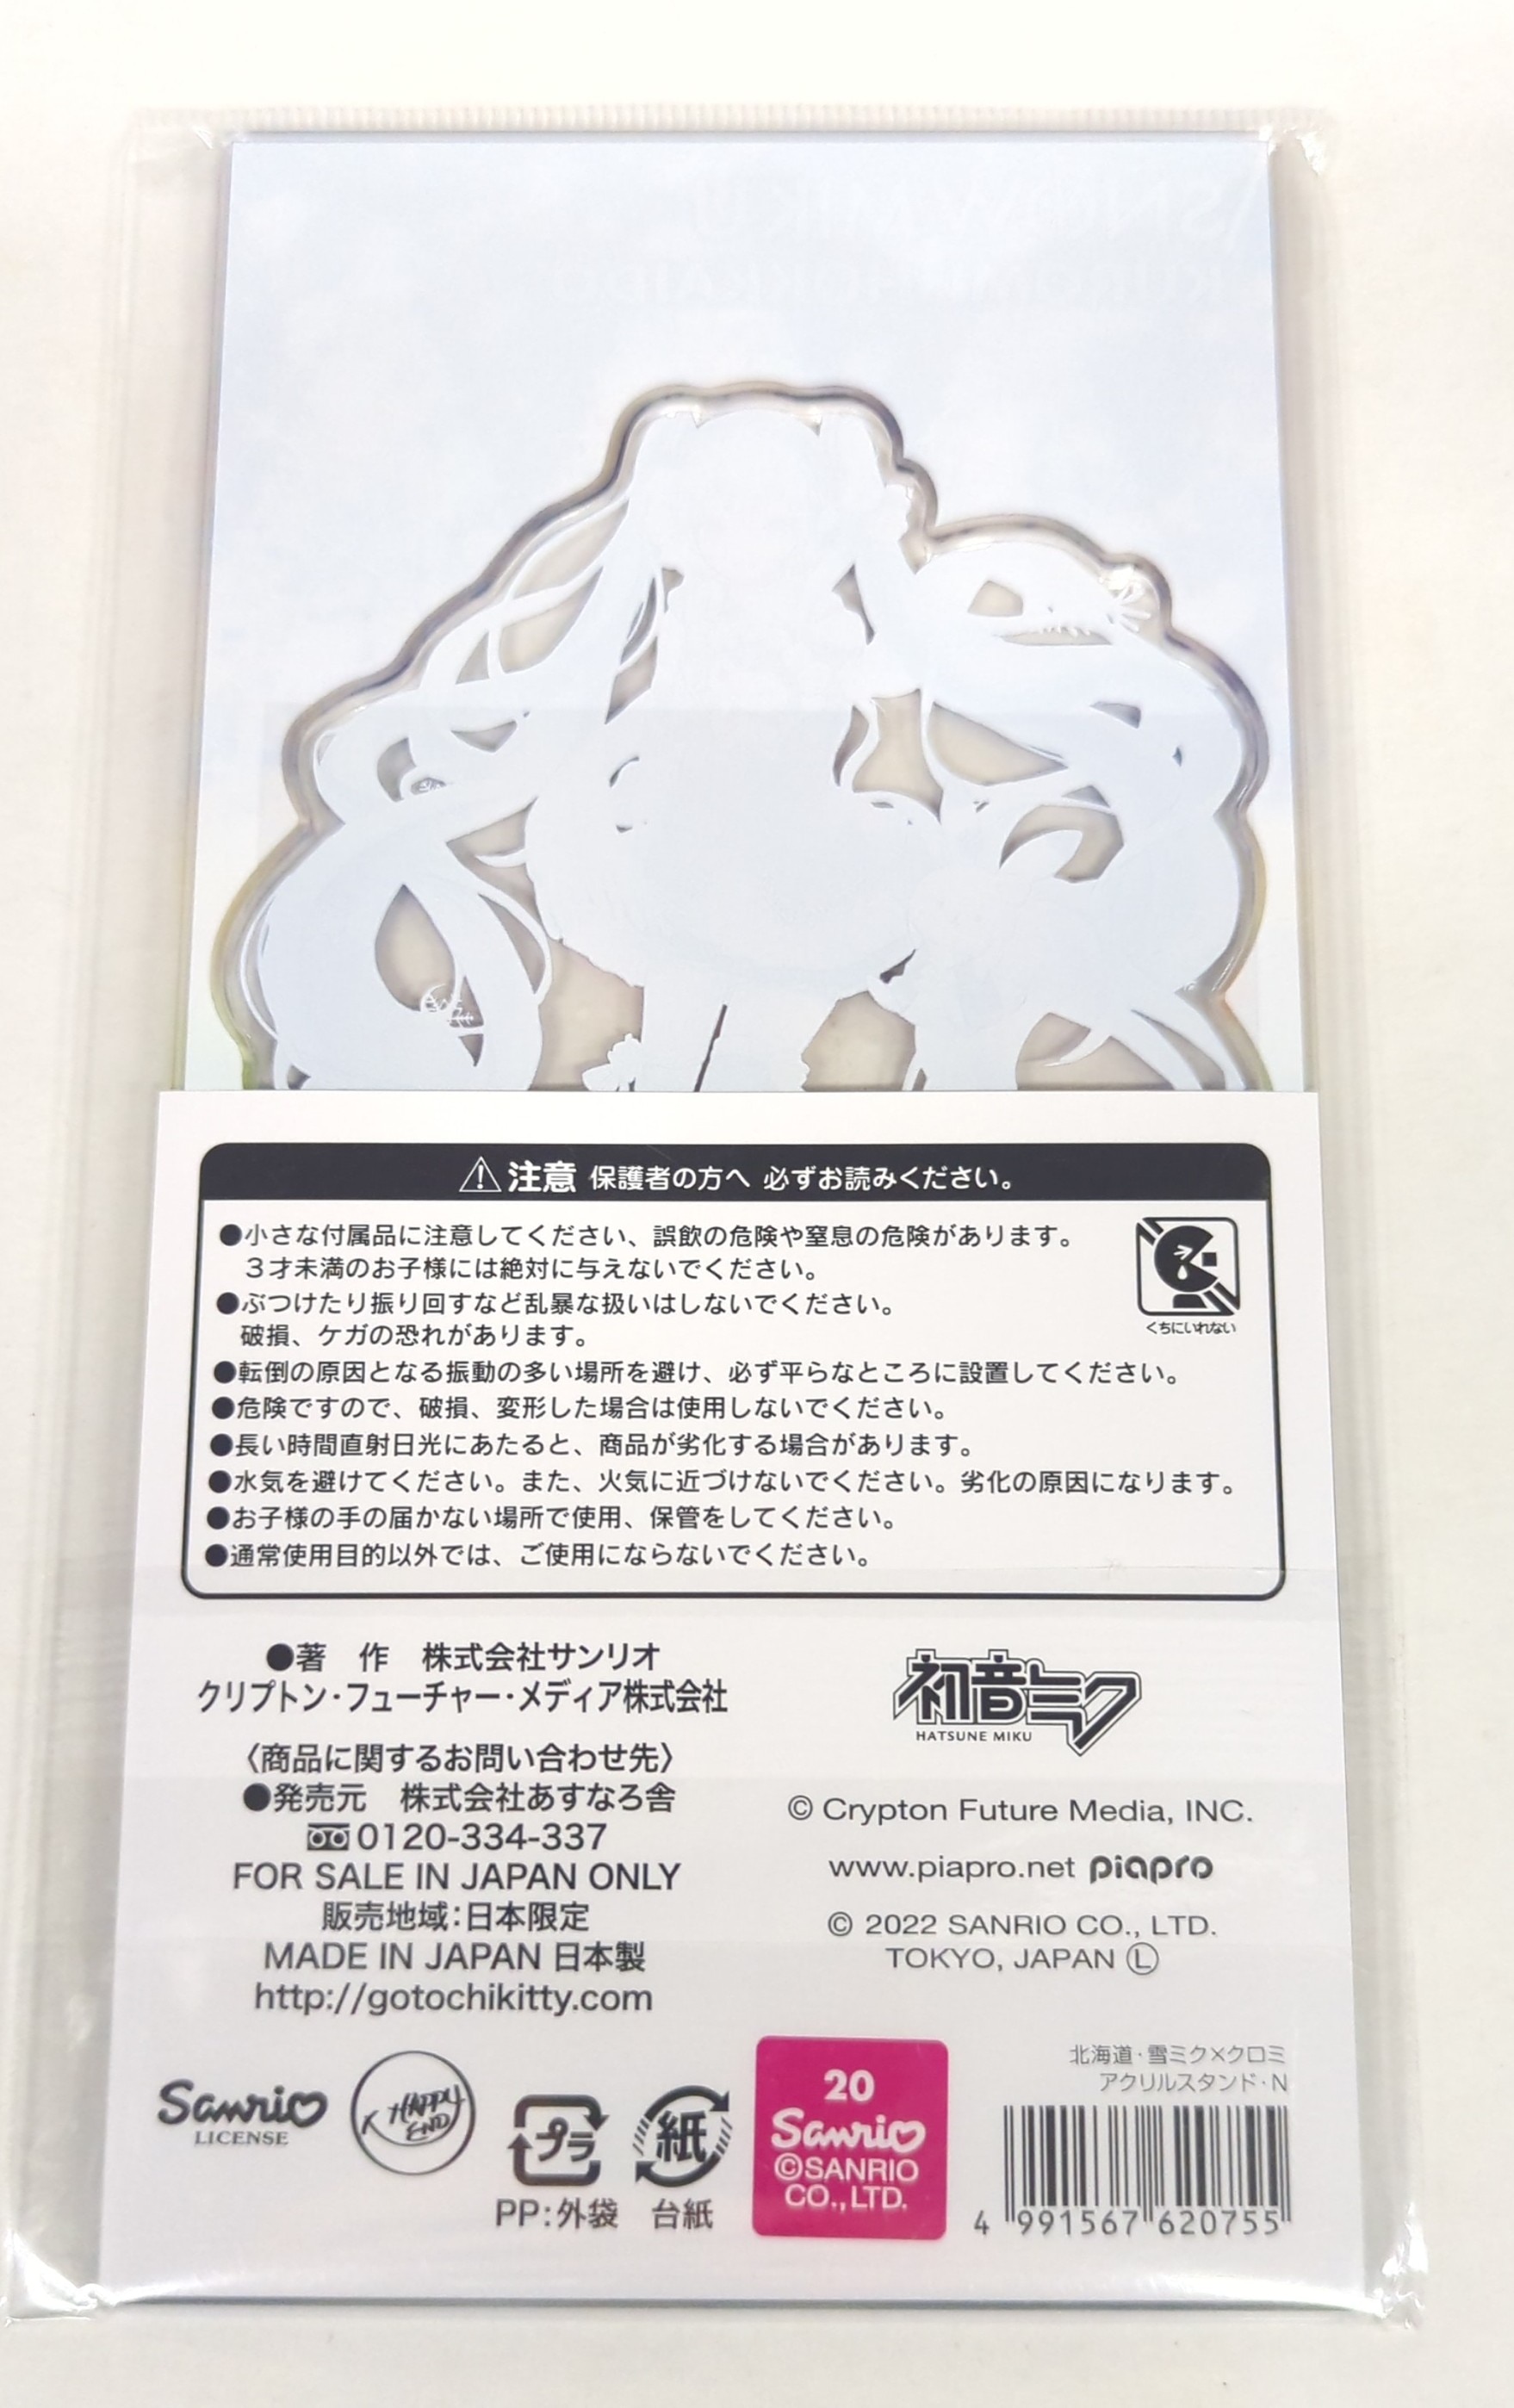 注意 保護者の方へ 必ずお読みください。
●小さな付属品に注意してください、誤飲の危険や窒息の危険があります。
３才未満のお子様には絶対に与えないでください。
●ぶつけたり振り回すなど乱暴な扱いはしないでください。
破損、ケガの恐れがあります。
●転倒の原因となる振動の多い場所を避け、必ず平らなところに設置してください。
●危険ですので、破損、変形した場合は使用しないでください。
●長い時間直射日光にあたると、商品が劣化する場合があります。
●水気を避けてください。また、火気に近づけないでください。劣化の原因になります。
●お子様の手の届かない場所で使用、保管をしてください。
●通常使用目的以外では、ご使用にならないでください。
くちにいれない
●著　作　株式会社サンリオ
クリプトン・フューチャー・メディア株式会社
〈商品に関するお問い合わせ先〉
●発売元　株式会社あすなろ舎
0120-334-337
FOR SALE IN JAPAN ONLY
販売地域：日本限定
MADE IN JAPAN 日本製
http://gotochikitty.com
初音ミク
HATSUNE MIKU
© Crypton Future Media, INC.
www.piapro.net piapro
© 2022 SANRIO CO., LTD.
TOKYO, JAPAN Ⓛ
Sanrio
LICENSE
HAPPY
END
プラ
PP：外袋
紙
台紙
20
Sanrio
©SANRIO
CO., LTD.
北海道・雪ミク×クロミ
アクリルスタンド・N
4 991567 620755